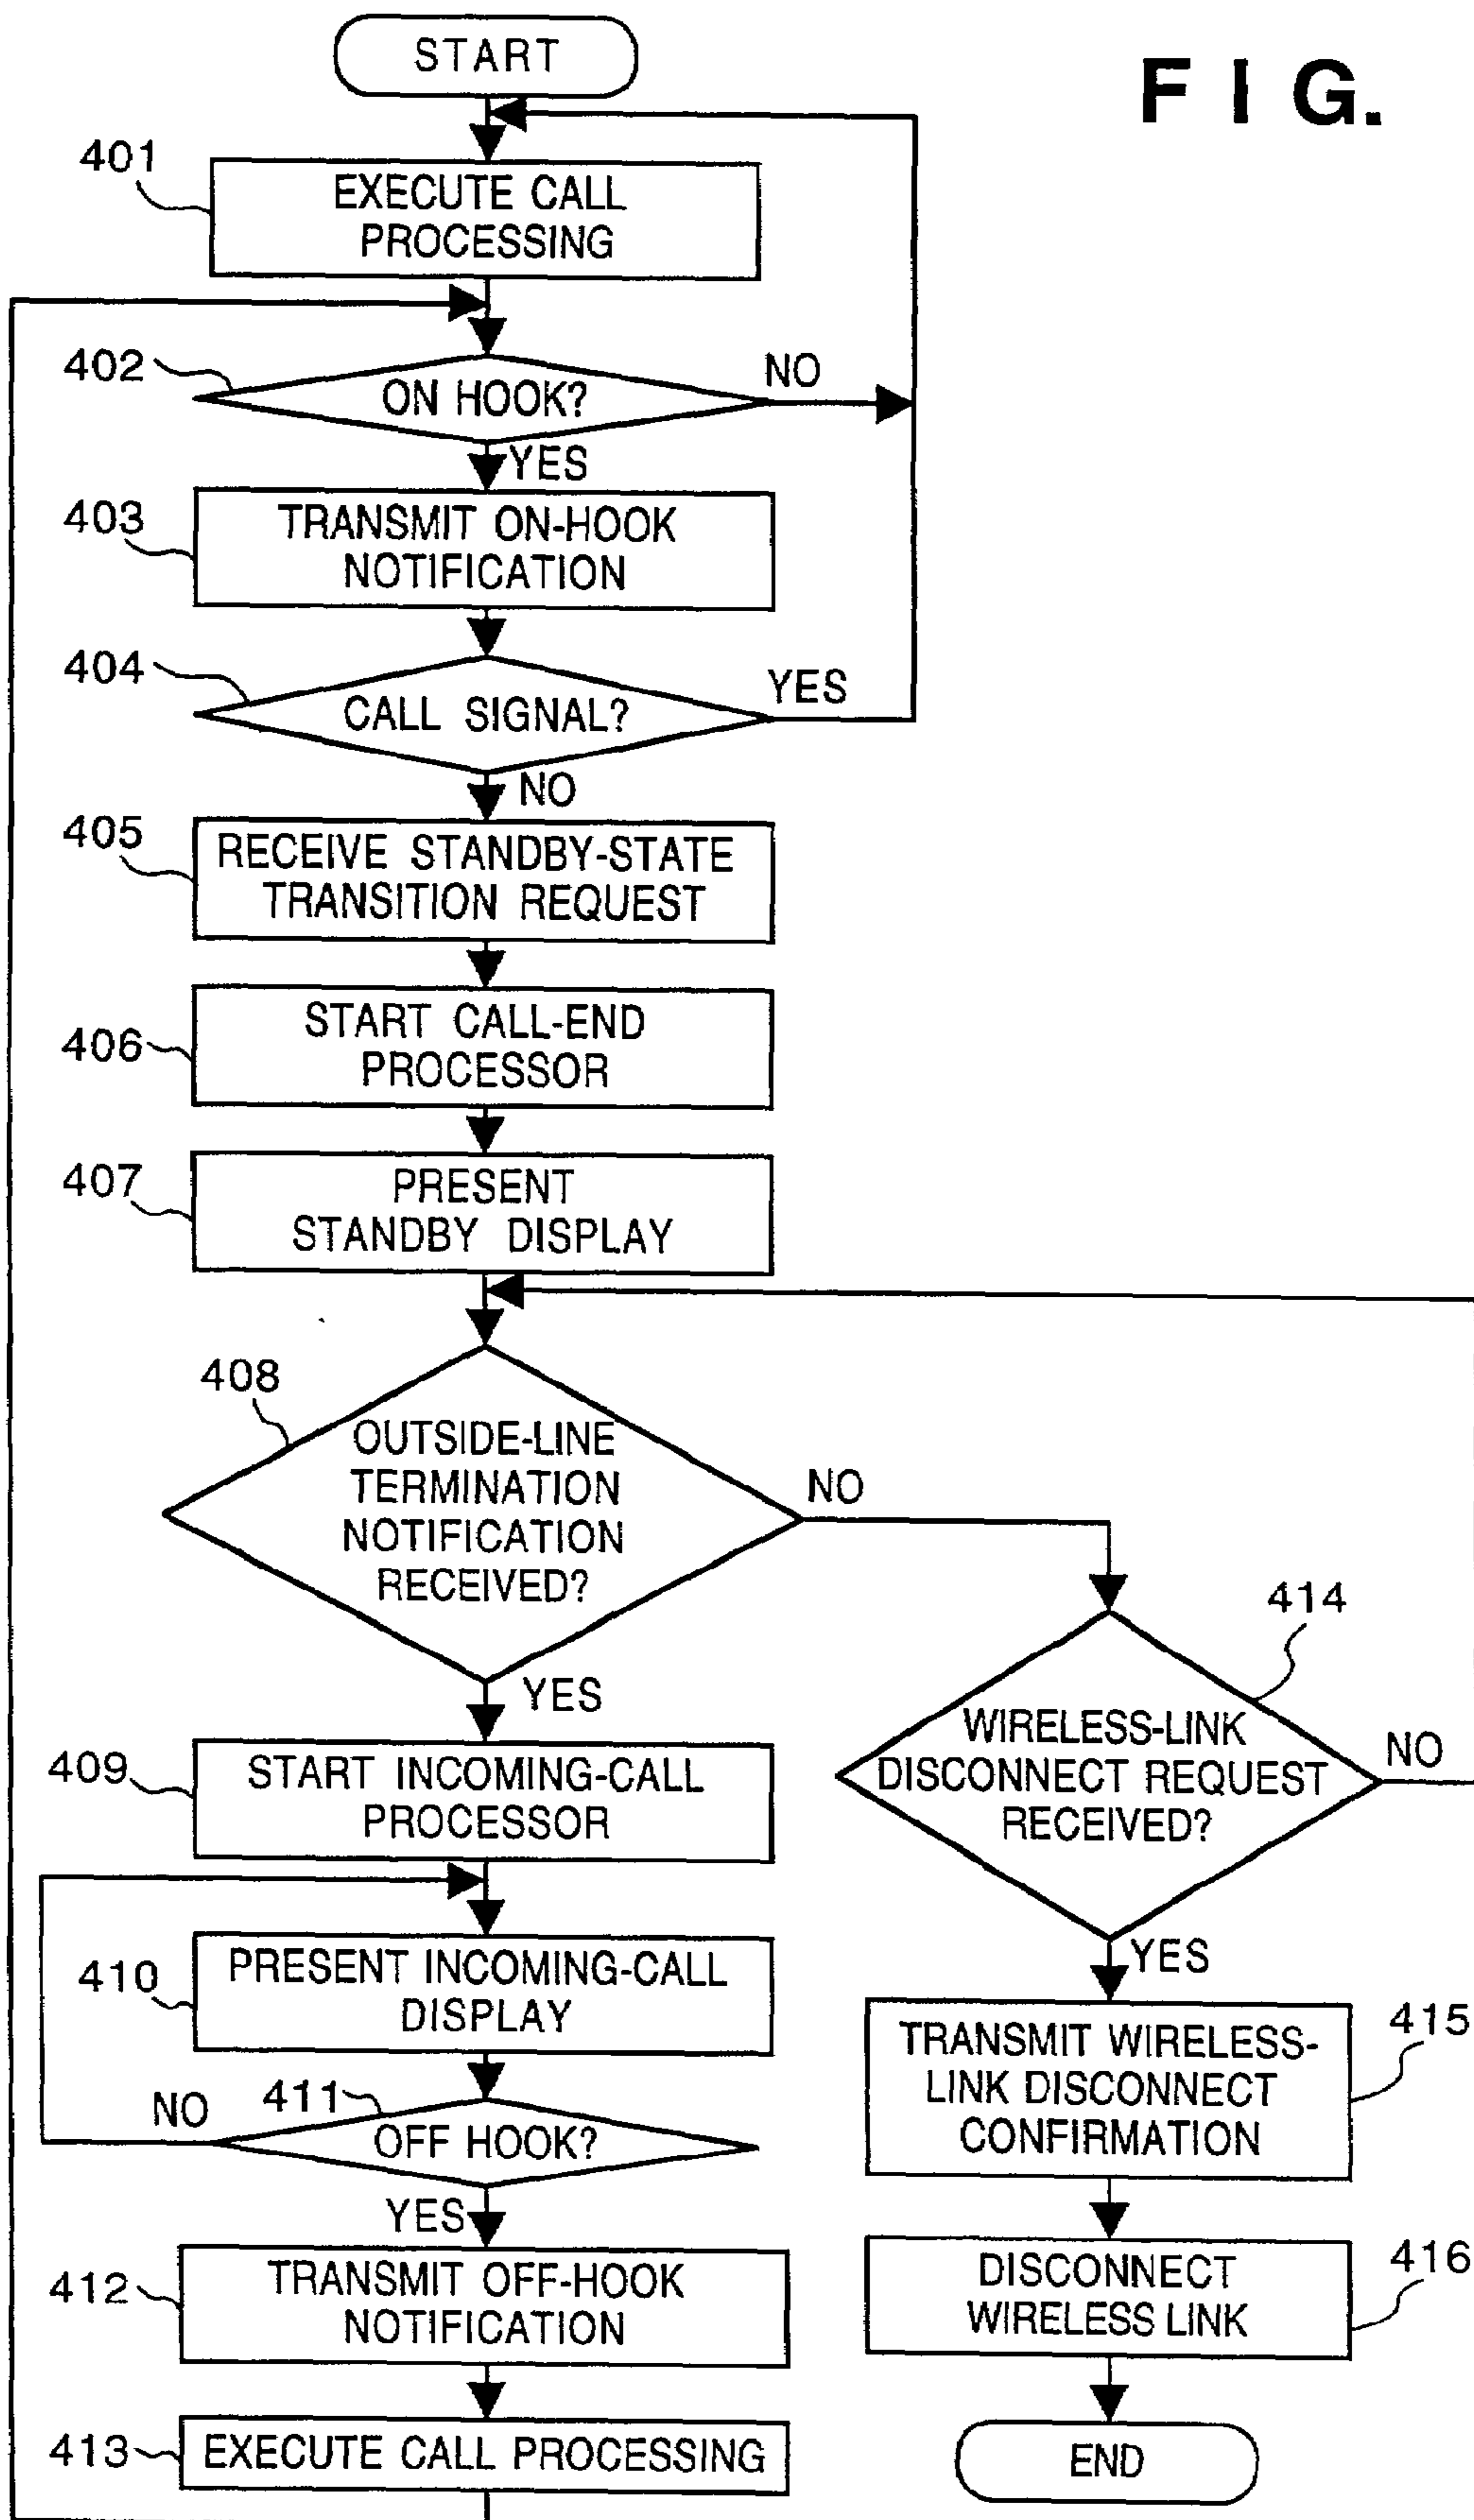 START
FIG.
401
EXECUTE CALL
PROCESSING
402
ON HOOK?
NO
YES
403
TRANSMIT ON-HOOK
NOTIFICATION
404
CALL SIGNAL?
YES
NO
405
RECEIVE STANDBY-STATE
TRANSITION REQUEST
406
START CALL-END
PROCESSOR
407
PRESENT
STANDBY DISPLAY
408
OUTSIDE-LINE
TERMINATION
NOTIFICATION
RECEIVED?
NO
YES
414
WIRELESS-LINK
DISCONNECT REQUEST
RECEIVED?
NO
YES
409
START INCOMING-CALL
PROCESSOR
410
PRESENT INCOMING-CALL
DISPLAY
411
OFF HOOK?
NO
YES
415
TRANSMIT WIRELESS-
LINK DISCONNECT
CONFIRMATION
412
TRANSMIT OFF-HOOK
NOTIFICATION
416
DISCONNECT
WIRELESS LINK
413
EXECUTE CALL PROCESSING
END